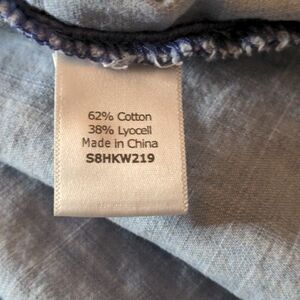 62% Cotton
38% Lyocell
Made in China
S8HKW219